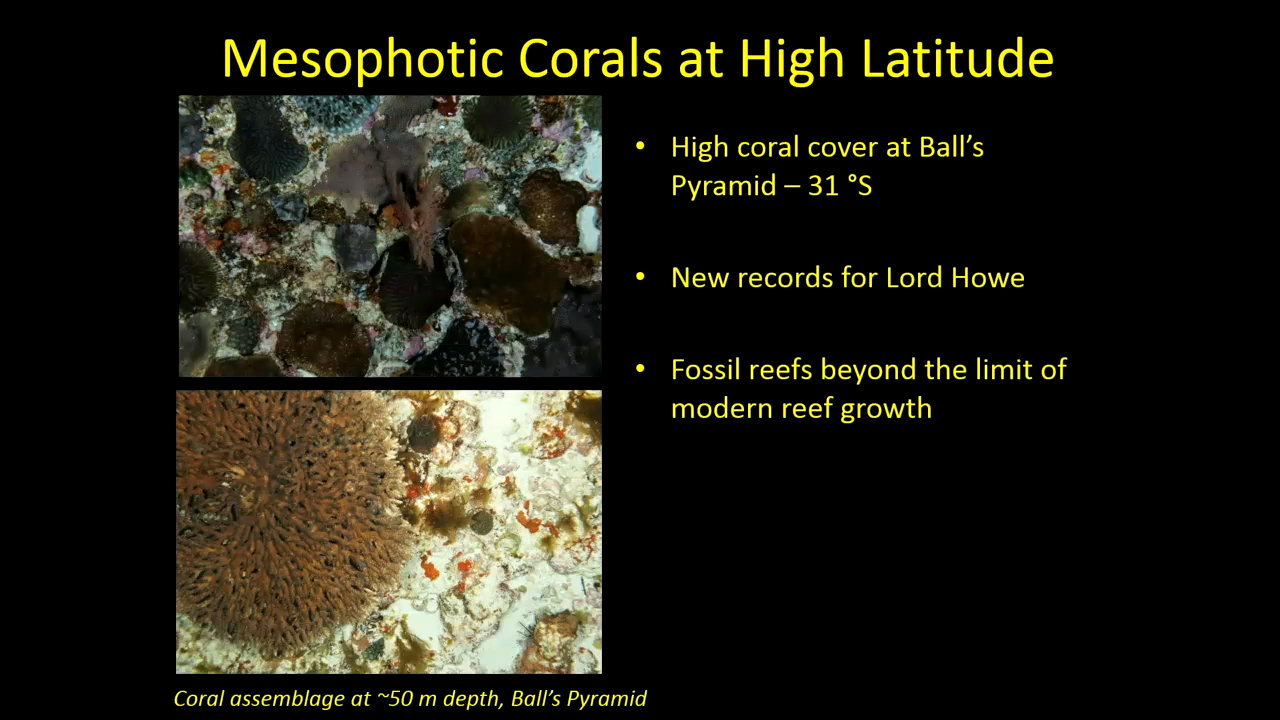 Mesophotic Corals at High Latitude
• High coral cover at Ball’s
Pyramid – 31 °S
• New records for Lord Howe
• Fossil reefs beyond the limit of
modern reef growth
Coral assemblage at ~50 m depth, Ball’s Pyramid